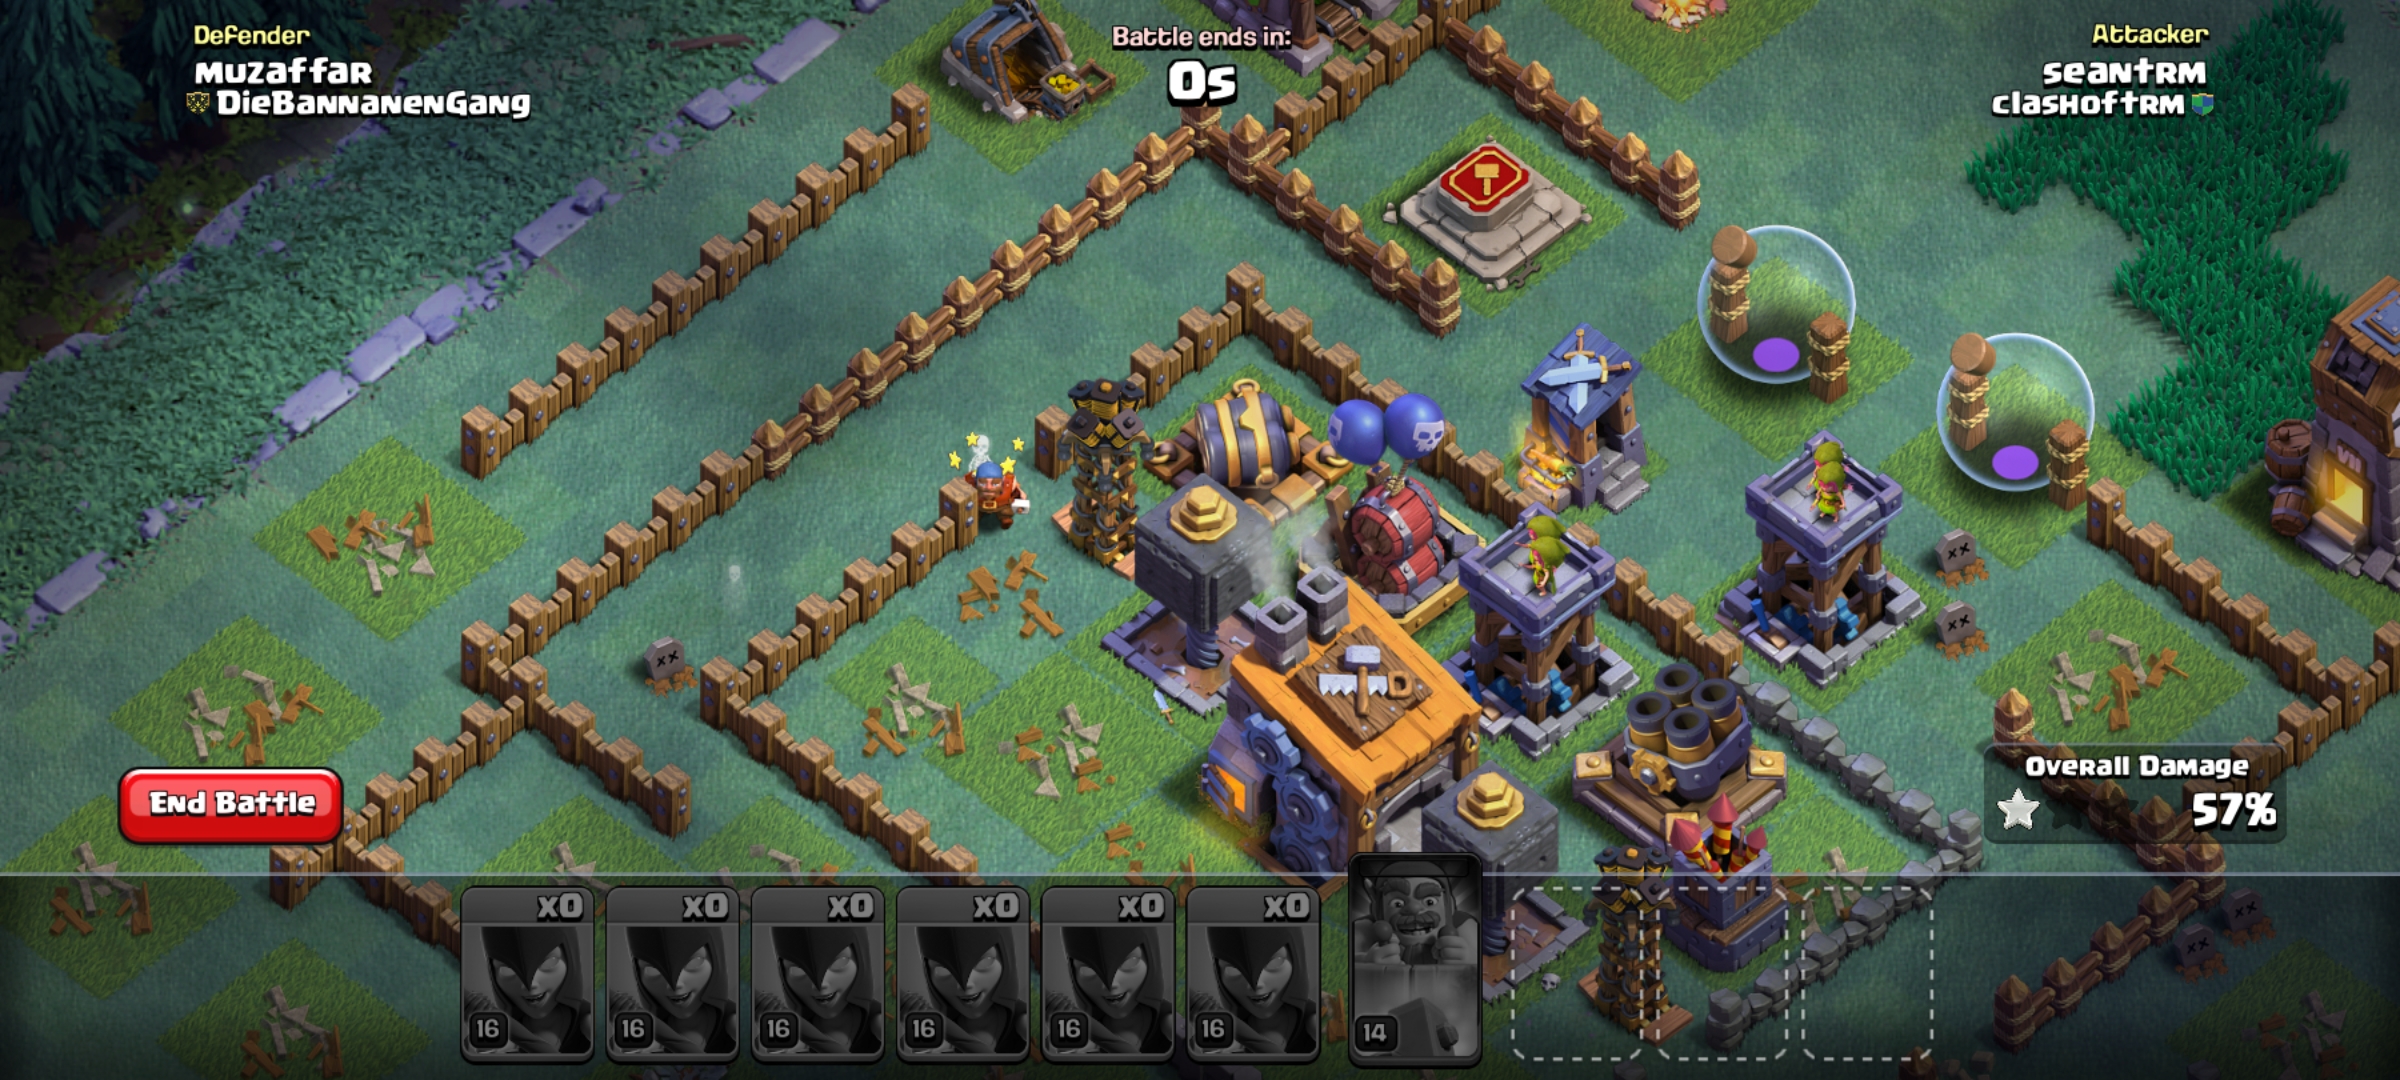 Defender
Muzaffar
DieBannanenGang
Battle ends in:
0s
Attacker
seantRM
clashoftRM
VII
End Battle
Overall Damage
57%
x0
x0
x0
x0
x0
x0
16
16
16
16
16
16
14